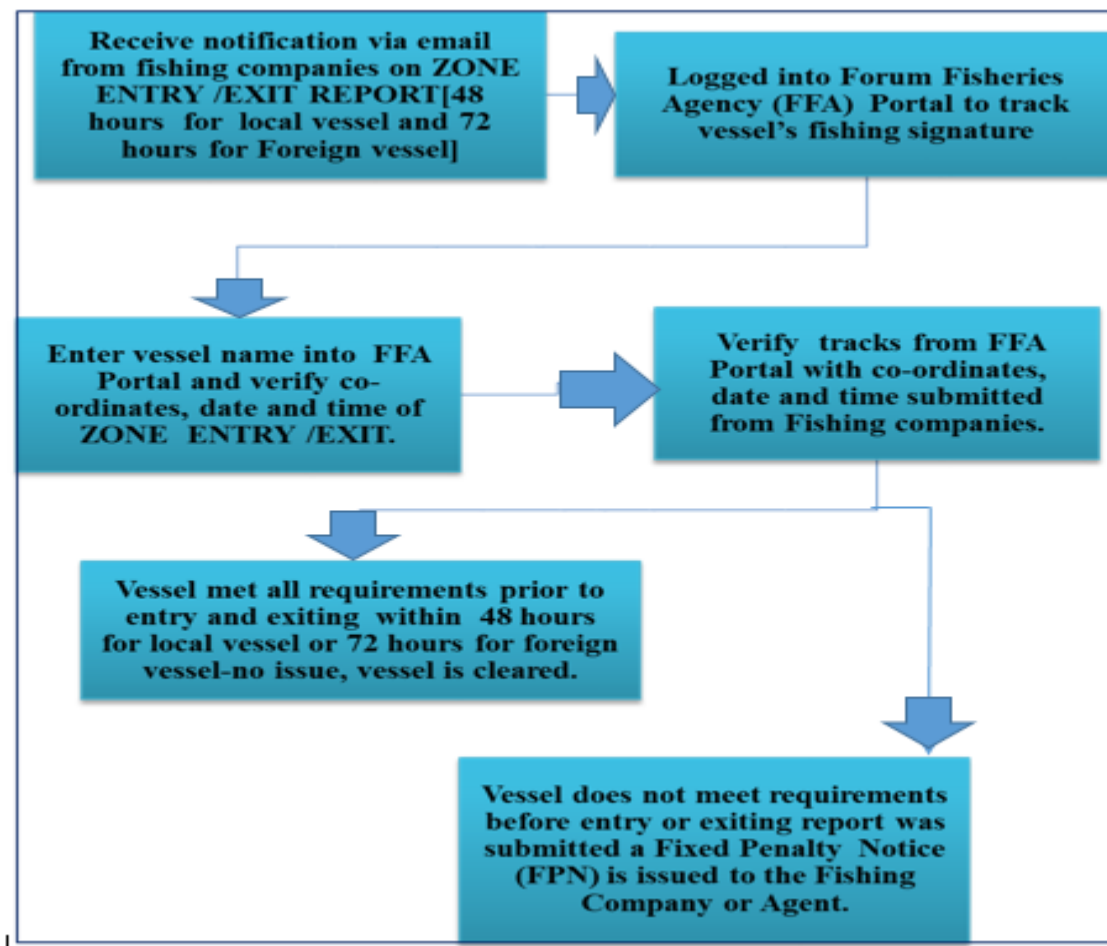 Receive notification via email
from fishing companies on ZONE
ENTRY /EXIT REPORT[48
hours for local vessel and 72
hours for Foreign vessel]
Logged into Forum Fisheries
Agency (FFA) Portal to track
vessel's fishing signature
Enter vessel name into FFA
Portal and verify co-
ordinates, date and time of
ZONE ENTRY /EXIT.
Verify tracks from FFA
Portal with co-ordinates,
date and time submitted
from Fishing companies.
Vessel met all requirements prior to
entry and exiting within 48 hours
for local vessel or 72 hours for foreign
vessel-no issue, vessel is cleared.
Vessel does not meet requirements
before entry or exiting report was
submitted a Fixed Penalty Notice
(FPN) is issued to the Fishing
Company or Agent.